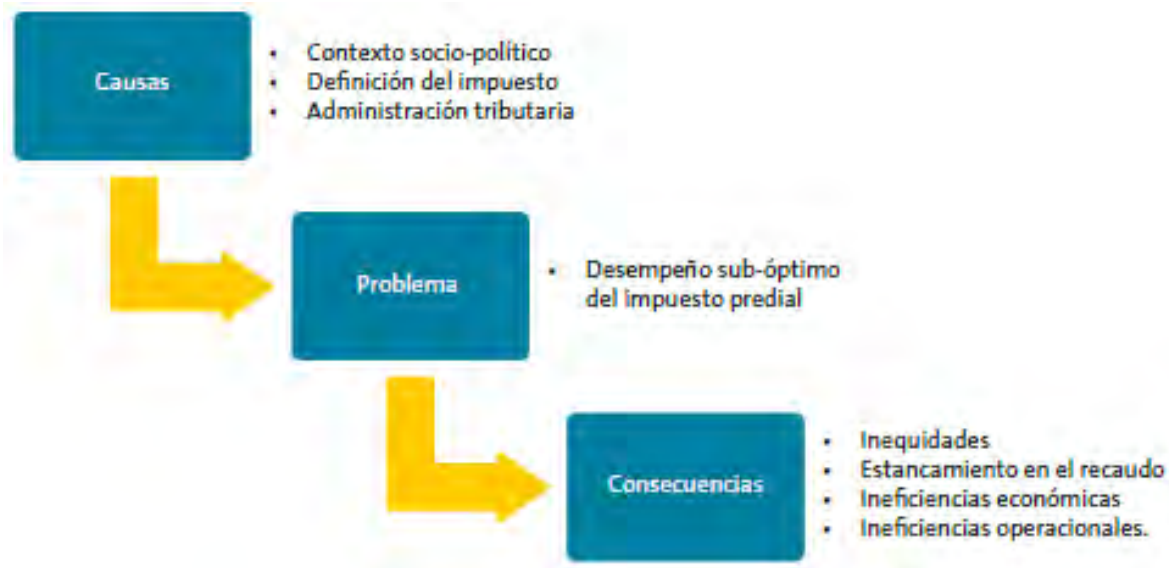 Causas
• Contexto socio-político
• Definición del impuesto
• Administración tributaria
Problema
• Desempeño sub-óptimo
del impuesto predial
Consecuencias
• Inequidades
• Estancamiento en el recaudo
• Ineficiencias económicas
• Ineficiencias operacionales.